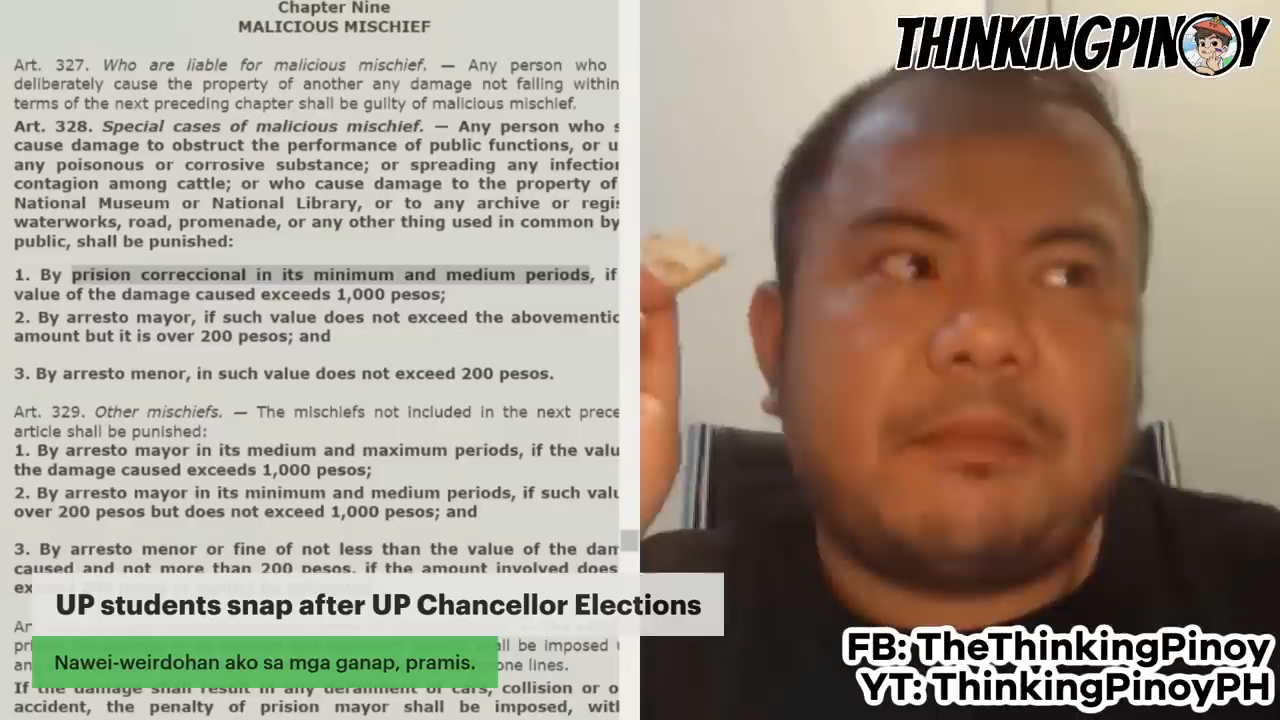 Chapter Nine
MALICIOUS MISCHIEF
Art. 327. Who are liable for malicious mischief. — Any person who
deliberately cause the property of another any damage not falling within
terms of the next preceding chapter shall be guilty of malicious mischief.
Art. 328. Special cases of malicious mischief. — Any person who s
cause damage to obstruct the performance of public functions, or u
any poisonous or corrosive substance; or spreading any infection
contagion among cattle; or who cause damage to the property of
National Museum or National Library, or to any archive or regis
waterworks, road, promenade, or any other thing used in common by
public, shall be punished:
1. By prision correccional in its minimum and medium periods, if
value of the damage caused exceeds 1,000 pesos;
2. By arresto mayor, if such value does not exceed the abovementio
amount but it is over 200 pesos; and
3. By arresto menor, in such value does not exceed 200 pesos.
Art. 329. Other mischiefs. — The mischiefs not included in the next prece
article shall be punished:
1. By arresto mayor in its medium and maximum periods, if the valu
the damage caused exceeds 1,000 pesos;
2. By arresto mayor in its minimum and medium periods, if such valu
over 200 pesos but does not exceed 1,000 pesos; and
3. By arresto menor or fine of not less than the value of the dam
caused and not more than 200 pesos, if the amount involved does
UP students snap after UP Chancellor Elections
all be imposed
Nawei-weirdohan ako sa mga ganap, pramis.
one lines.
If the damage shall result in any derailment of cars, collision or o
accident, the penalty of prision mayor shall be imposed, with
THINKINGPINOY
FB: TheThinkingPinoy
YT: ThinkingPinoyPH